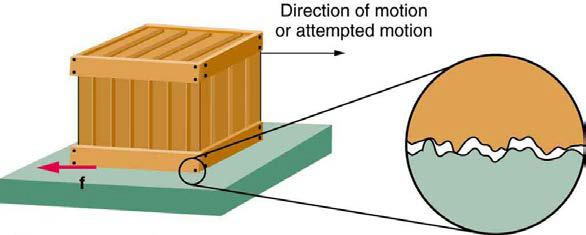 Direction of motion
or attempted motion
f